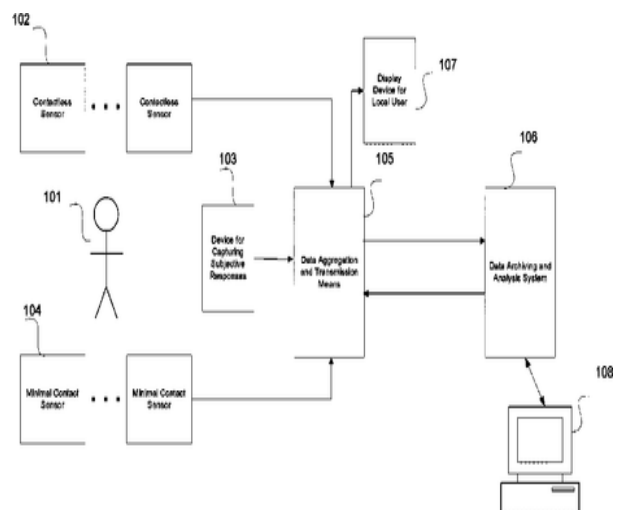 102
Contactless
Sensor
Contactless
Sensor
Display
Device for
Local User
107
101
103
Device for
Capturing
Subjective
Responses
105
Data Aggregation
and Transmission
Means
106
Data Archiving and
Analysis System
104
Minimal Contact
Sensor
Minimal Contact
Sensor
108